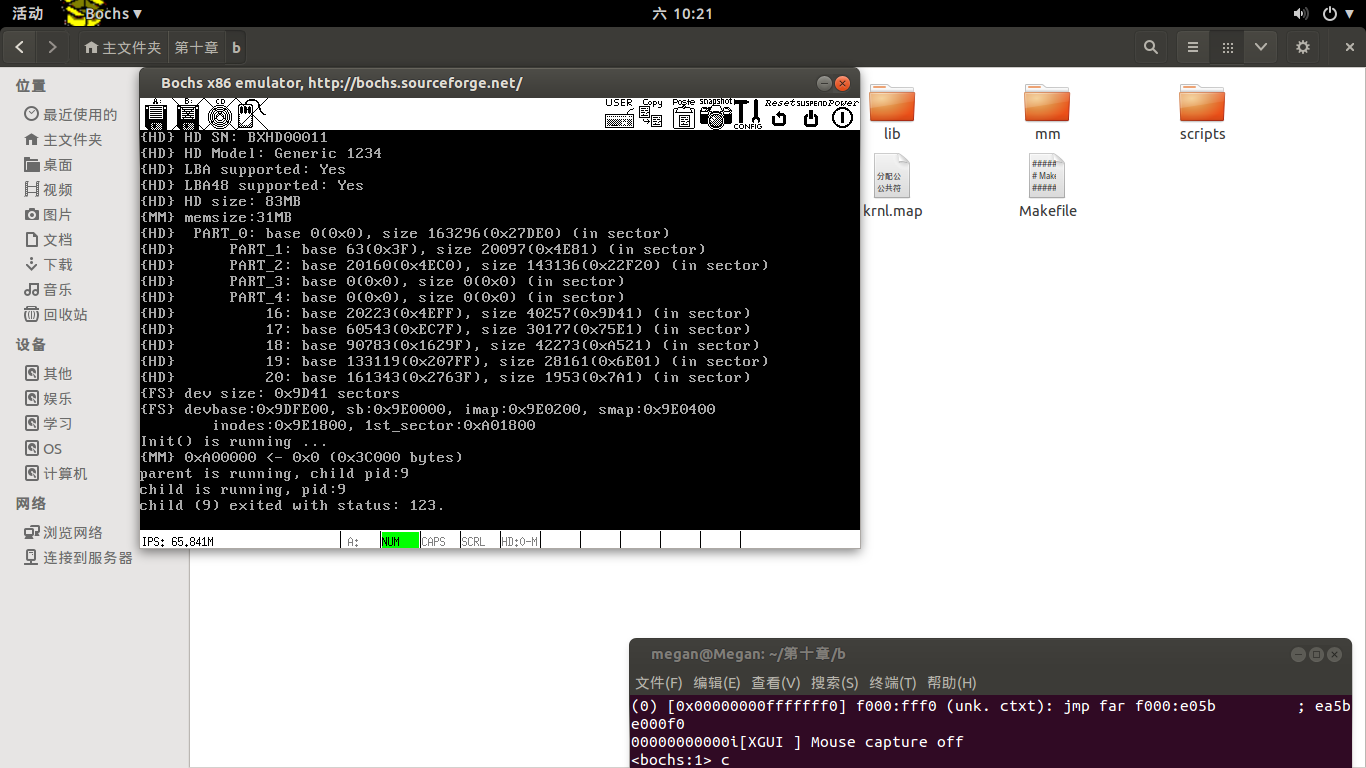 活动 Bochs ▾ 六 10:21
主文件夹 第十章 b
位置
最近使用的
主文件夹
桌面
视频
图片
文档
下载
音乐
回收站
设备
其他
娱乐
学习
OS
计算机
网络
浏览网络
连接到服务器
Bochs x86 emulator, http://bochs.sourceforge.net/
A: B: CD USER Copy Paste snapshot CONFIG Reset SUSPEND Power
{HD} HD SN: BXHD00011
{HD} HD Model: Generic 1234
{HD} LBA supported: Yes
{HD} LBA48 supported: Yes
{HD} HD size: 83MB
{MM} memsize:31MB
{HD} PART_0: base 0(0x0), size 163296(0x27DE0) (in sector)
{HD} PART_1: base 63(0x3F), size 20097(0x4E81) (in sector)
{HD} PART_2: base 20160(0x4EC0), size 143136(0x22F20) (in sector)
{HD} PART_3: base 0(0x0), size 0(0x0) (in sector)
{HD} PART_4: base 0(0x0), size 0(0x0) (in sector)
{HD} 16: base 20223(0x4EFF), size 40257(0x9D41) (in sector)
{HD} 17: base 60543(0xEC7F), size 30177(0x75E1) (in sector)
{HD} 18: base 90783(0x1629F), size 42273(0xA521) (in sector)
{HD} 19: base 133119(0x207FF), size 28161(0x6E01) (in sector)
{HD} 20: base 161343(0x2763F), size 1953(0x7A1) (in sector)
{FS} dev size: 0x9D41 sectors
{FS} devbase:0x9DFE00, sb:0x9E0000, imap:0x9E0200, smap:0x9E0400
inodes:0x9E1800, 1st_sector:0xA01800
Init() is running ...
{MM} 0xA00000 <- 0x0 (0x3C000 bytes)
parent is running, child pid:9
child is running, pid:9
child (9) exited with status: 123.
IPS: 65.841M A: NUM CAPS SCRL HD:0-M
lib mm scripts
分配公
公共符
#####
# Make
#####
krnl.map Makefile
megan@Megan: ~/第十章/b
文件(F) 编辑(E) 查看(V) 搜索(S) 终端(T) 帮助(H)
(0) [0x00000000fffffff0] f000:fff0 (unk. ctxt): jmp far f000:e05b ; ea5b
e000f0
00000000000i[XGUI ] Mouse capture off
<bochs:1> c